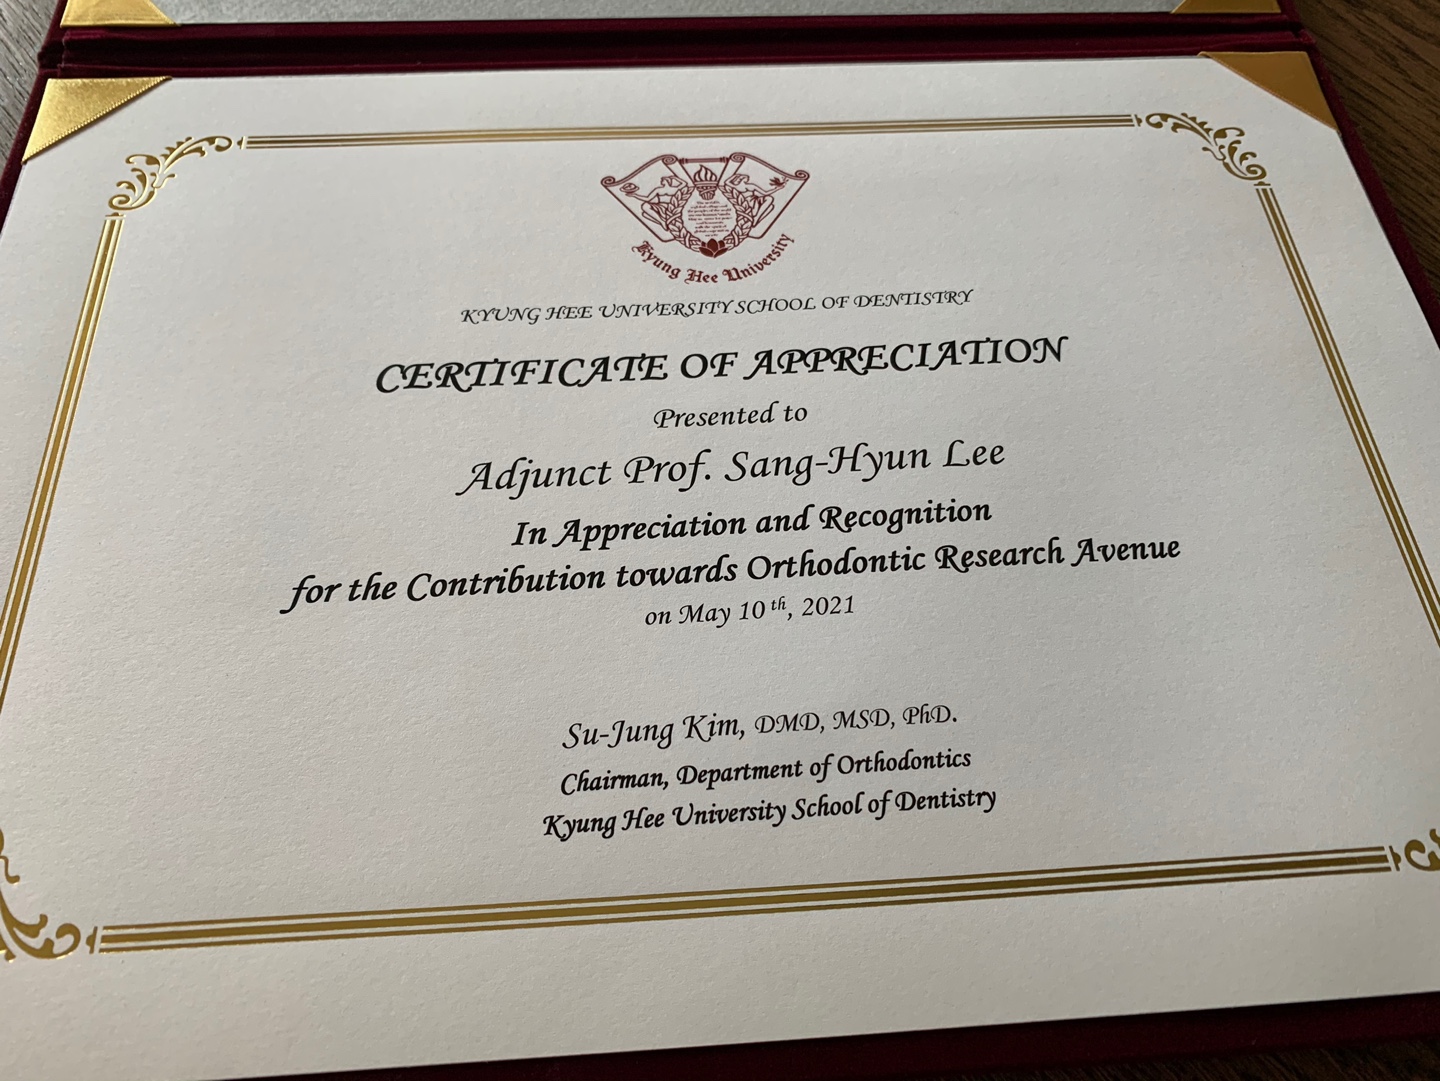 Kyung Hee University
KYUNG HEE UNIVERSITY SCHOOL OF DENTISTRY
CERTIFICATE OF APPRECIATION
Presented to
Adjunct Prof. Sang-Hyun Lee
In Appreciation and Recognition
for the Contribution towards Orthodontic Research Avenue
on May 10 th, 2021
Su-Jung Kim, DMD, MSD, PhD.
Chairman, Department of Orthodontics
Kyung Hee University School of Dentistry